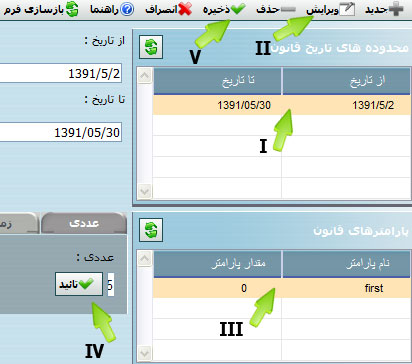 جدید ویرایش حذف ذخیره انصراف راهنما بازسازی فرم
II
V
محدوده های تاریخ قانون
از تاریخ تا تاریخ
1391/5/2 1391/05/30
I
از تاریخ :
1391/5/2
تا تاریخ :
1391/05/30
پارامترهای قانون
نام پارامتر مقدار پارامتر
first 0
III
عددی
عددی :
تائید
IV